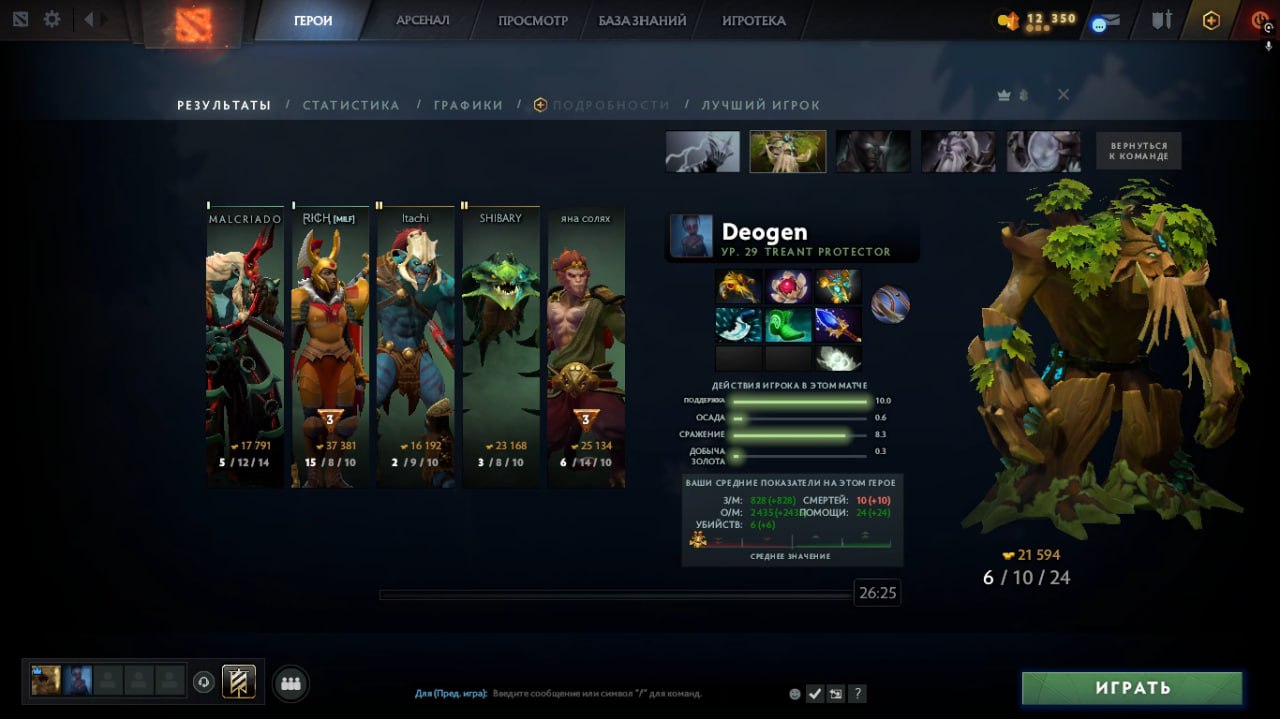 ГЕРОИ
АРСЕНАЛ
ПРОСМОТР
БАЗА ЗНАНИЙ
ИГРОТЕКА
12 350
РЕЗУЛЬТАТЫ / СТАТИСТИКА / ГРАФИКИ / ПОДРОБНОСТИ / ЛУЧШИЙ ИГРОК
ВЕРНУТЬСЯ
К КОМАНДЕ
MALCRIADO
RICH [MILF]
Itachi
SHIBARY
яна солях
3
3
17 791
37 381
16 192
23 168
25 134
5 / 12 / 14
15 / 8 / 10
2 / 9 / 10
3 / 8 / 10
6 / 14 / 10
Deogen
УР. 29 TREANT PROTECTOR
ДЕЙСТВИЯ ИГРОКА В ЭТОМ МАТЧЕ
ПОДДЕРЖКА 10.0
ОСАДА 0.6
СРАЖЕНИЕ 8.3
ДОБЫЧА
ЗОЛОТА 0.3
ВАШИ СРЕДНИЕ ПОКАЗАТЕЛИ НА ЭТОМ ГЕРОЕ
З/М: 828 (+828) СМЕРТЕЙ: 10 (+10)
О/М: 2 435 (+243 ПОМОЩИ: 24 (+24)
УБИЙСТВ: 6 (+6)
СРЕДНЕЕ ЗНАЧЕНИЕ
21 594
6 / 10 / 24
26:25
Для (Пред. игра): Введите сообщение или символ "/" для команд.
?
ИГРАТЬ